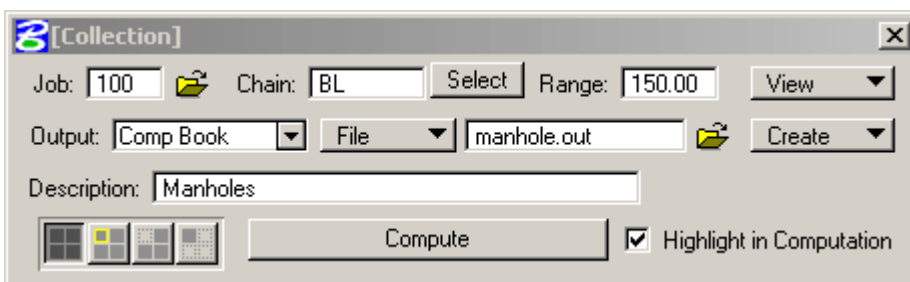 [Collection]
Job: 100 Chain: BL Select Range: 150.00 View
Output: Comp Book File manhole.out Create
Description: Manholes
Compute Highlight in Computation